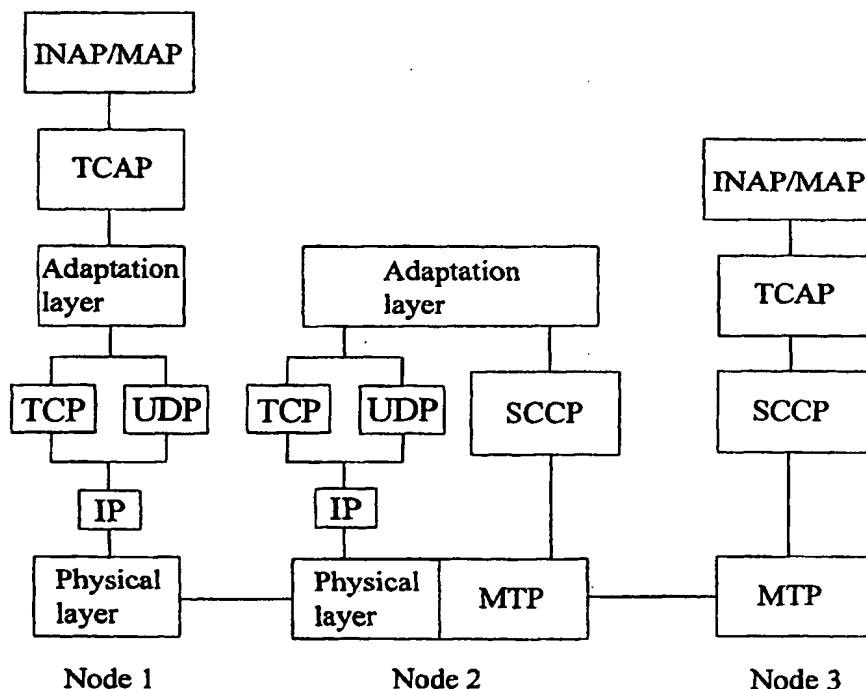 INAP/MAP
TCAP
Adaptation
layer
TCP UDP
IP
Physical
layer
Node 1
Adaptation
layer
TCP UDP SCCP
IP
Physical
layer
MTP
Node 2
INAP/MAP
TCAP
SCCP
MTP
Node 3